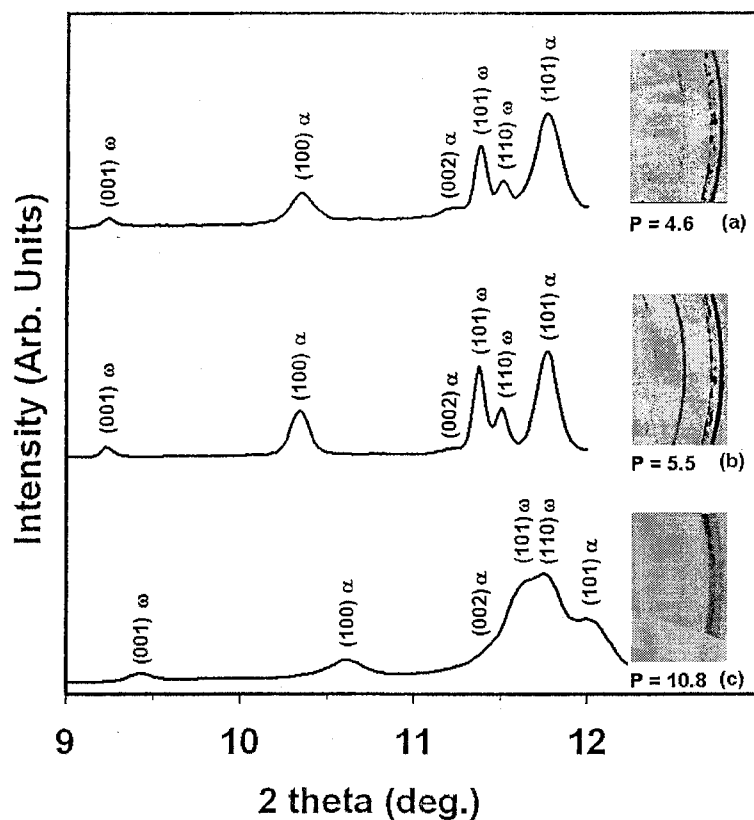 Intensity (Arb. Units)
(001) ω
(100) α
(002) α
(101) ω
(110) ω
(101) α
P = 4.6 (a)
(001) ω
(100) α
(002) α
(101) ω
(110) ω
(101) α
P = 5.5 (b)
(001) ω
(100) α
(002) α
(101) ω
(110) ω
(101) α
P = 10.8 (c)
9 10 11 12
2 theta (deg.)